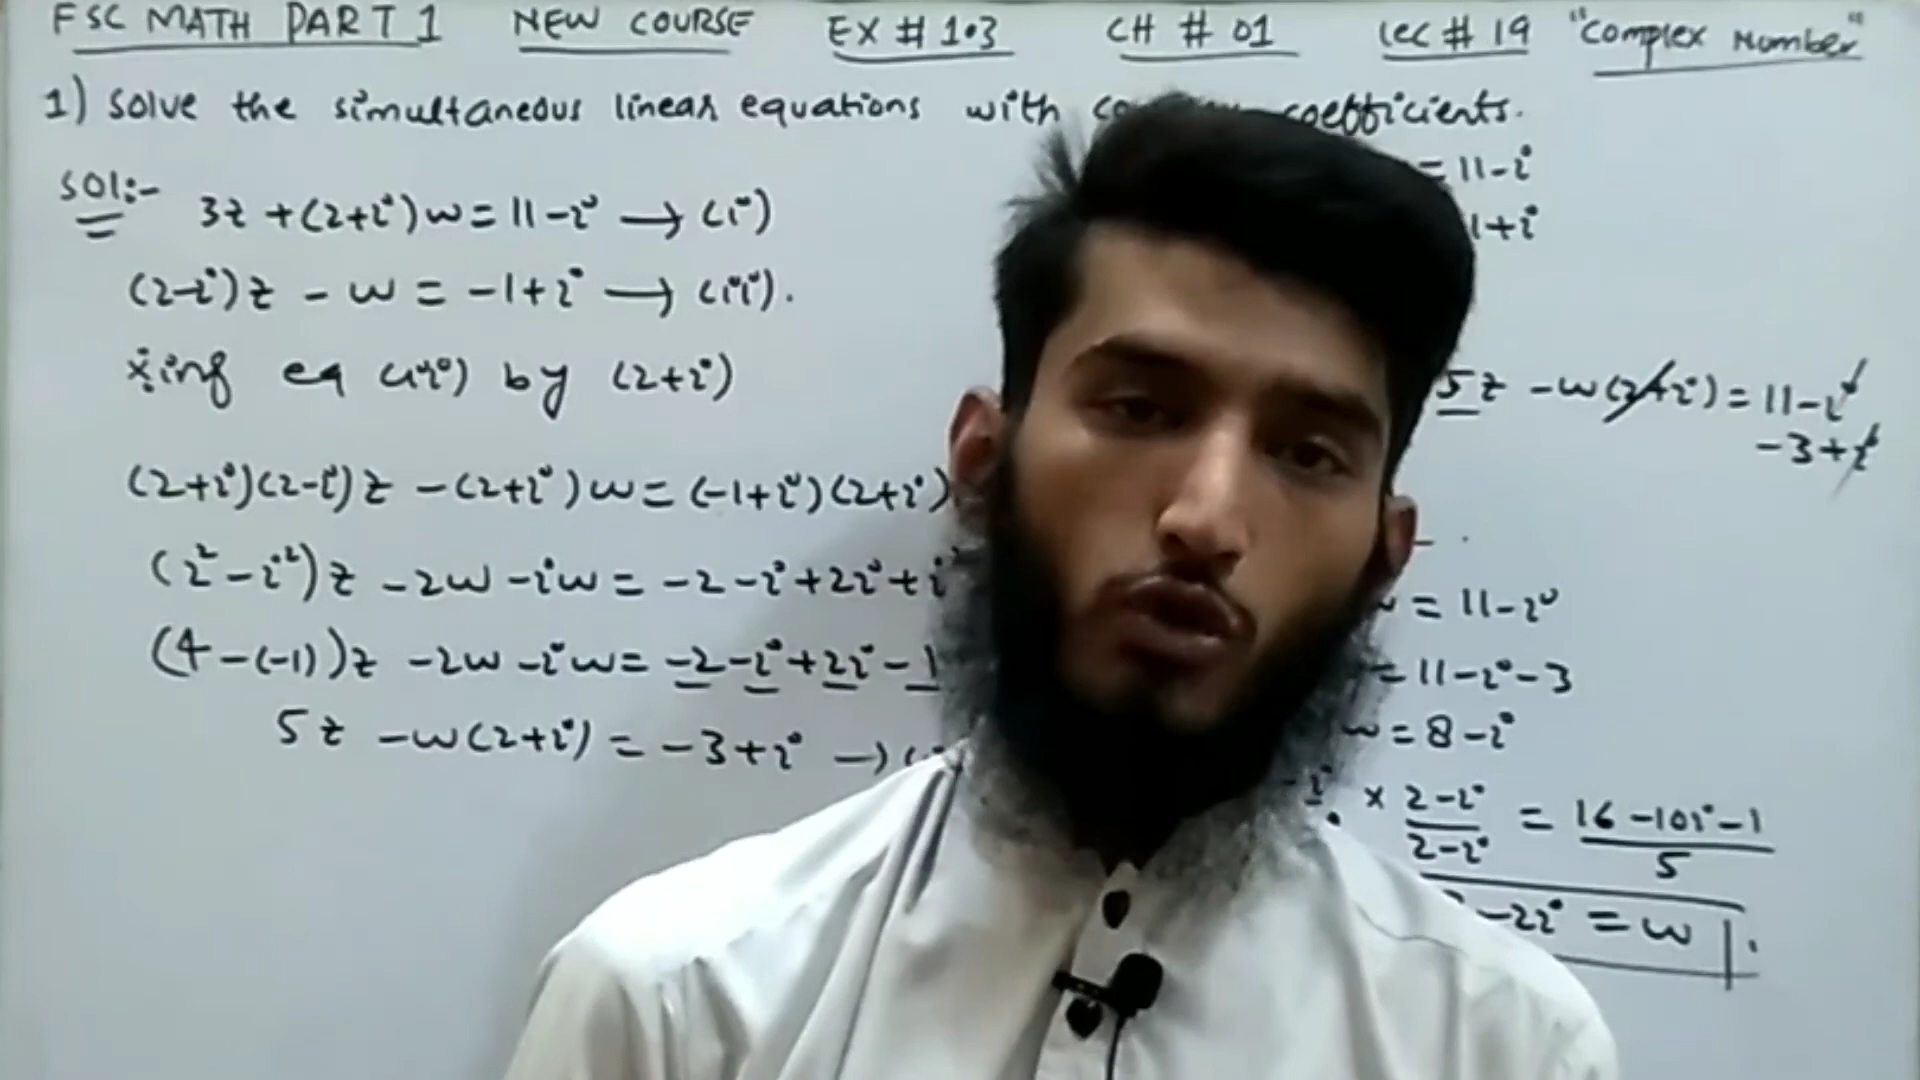 FSC MATH PART 1 NEW COURSE EX # 1.3 CH # 01 Lec # 19 "Complex Number"
1) Solve the simultaneous linear equations with coefficients.
= 11-i
1+i
Sol:- 3z + (2+i)w = 11-i → (i)
(2-i)z - w = -1+i → (ii).
×ing eq (ii) by (2+i)
(2+i)(2-i)z - (2+i)w = (-1+i)(2+i)
(2²-i²)z - 2w - iw = -2-i+2i+i²
(4-(-1))z - 2w - iw = -2-i+2i-1
5z - w(2+i) = -3+i →
5z - w(2+i) = 11-i
-3+i
= 11-i
= 11-i-3
w = 8-i
× 2-i/2-i = 16-10i-1/5
-2i = w